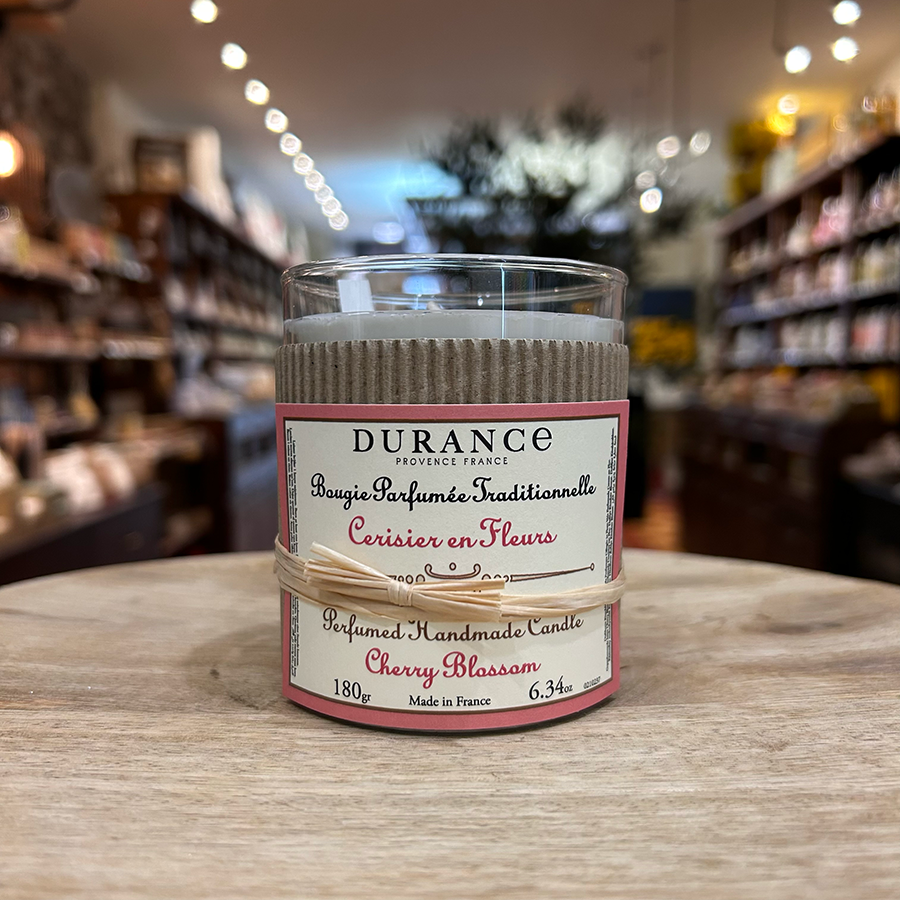 DURANCE
PROVENCE FRANCE
Bougie Parfumée Traditionnelle
Cerisier en Fleurs
Perfumed Handmade Candle
Cherry Blossom
180gr Made in France 6.34oz